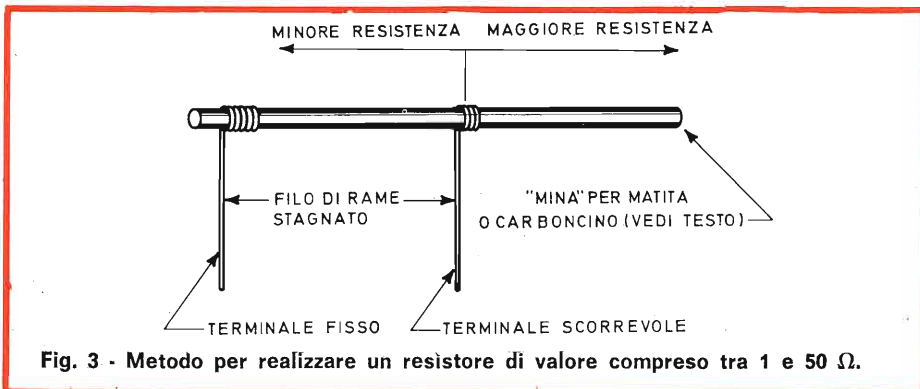 MINORE RESISTENZA MAGGIORE RESISTENZA
FILO DI RAME
STAGNATO
"MINA" PER MATITA
O CARBONCINO (VEDI TESTO)
TERMINALE FISSO
TERMINALE SCORREVOLE
Fig. 3 - Metodo per realizzare un resistore di valore compreso tra 1 e 50 Ω.